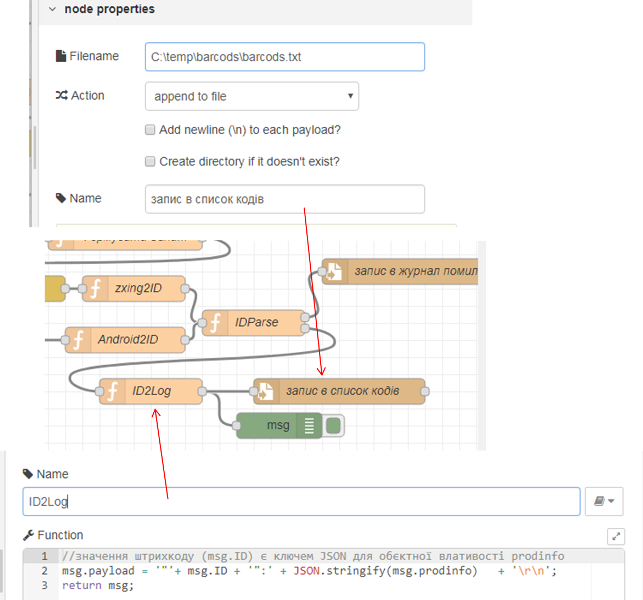 node properties
Filename
C:\temp\barcods\barcods.txt
Action
append to file
Add newline (\n) to each payload?
Create directory if it doesn't exist?
Name
запис в список кодів
запис в журнал помил
zxing2ID
IDParse
Android2ID
ID2Log
запис в список кодів
msg
Name
ID2Log
Function
1 //значення штрихкоду (msg.ID) є ключем JSON для обєктної влативості prodinfo
2 msg.payload = '"'+ msg.ID + '":' + JSON.stringify(msg.prodinfo) + '\r\n';
3 return msg;